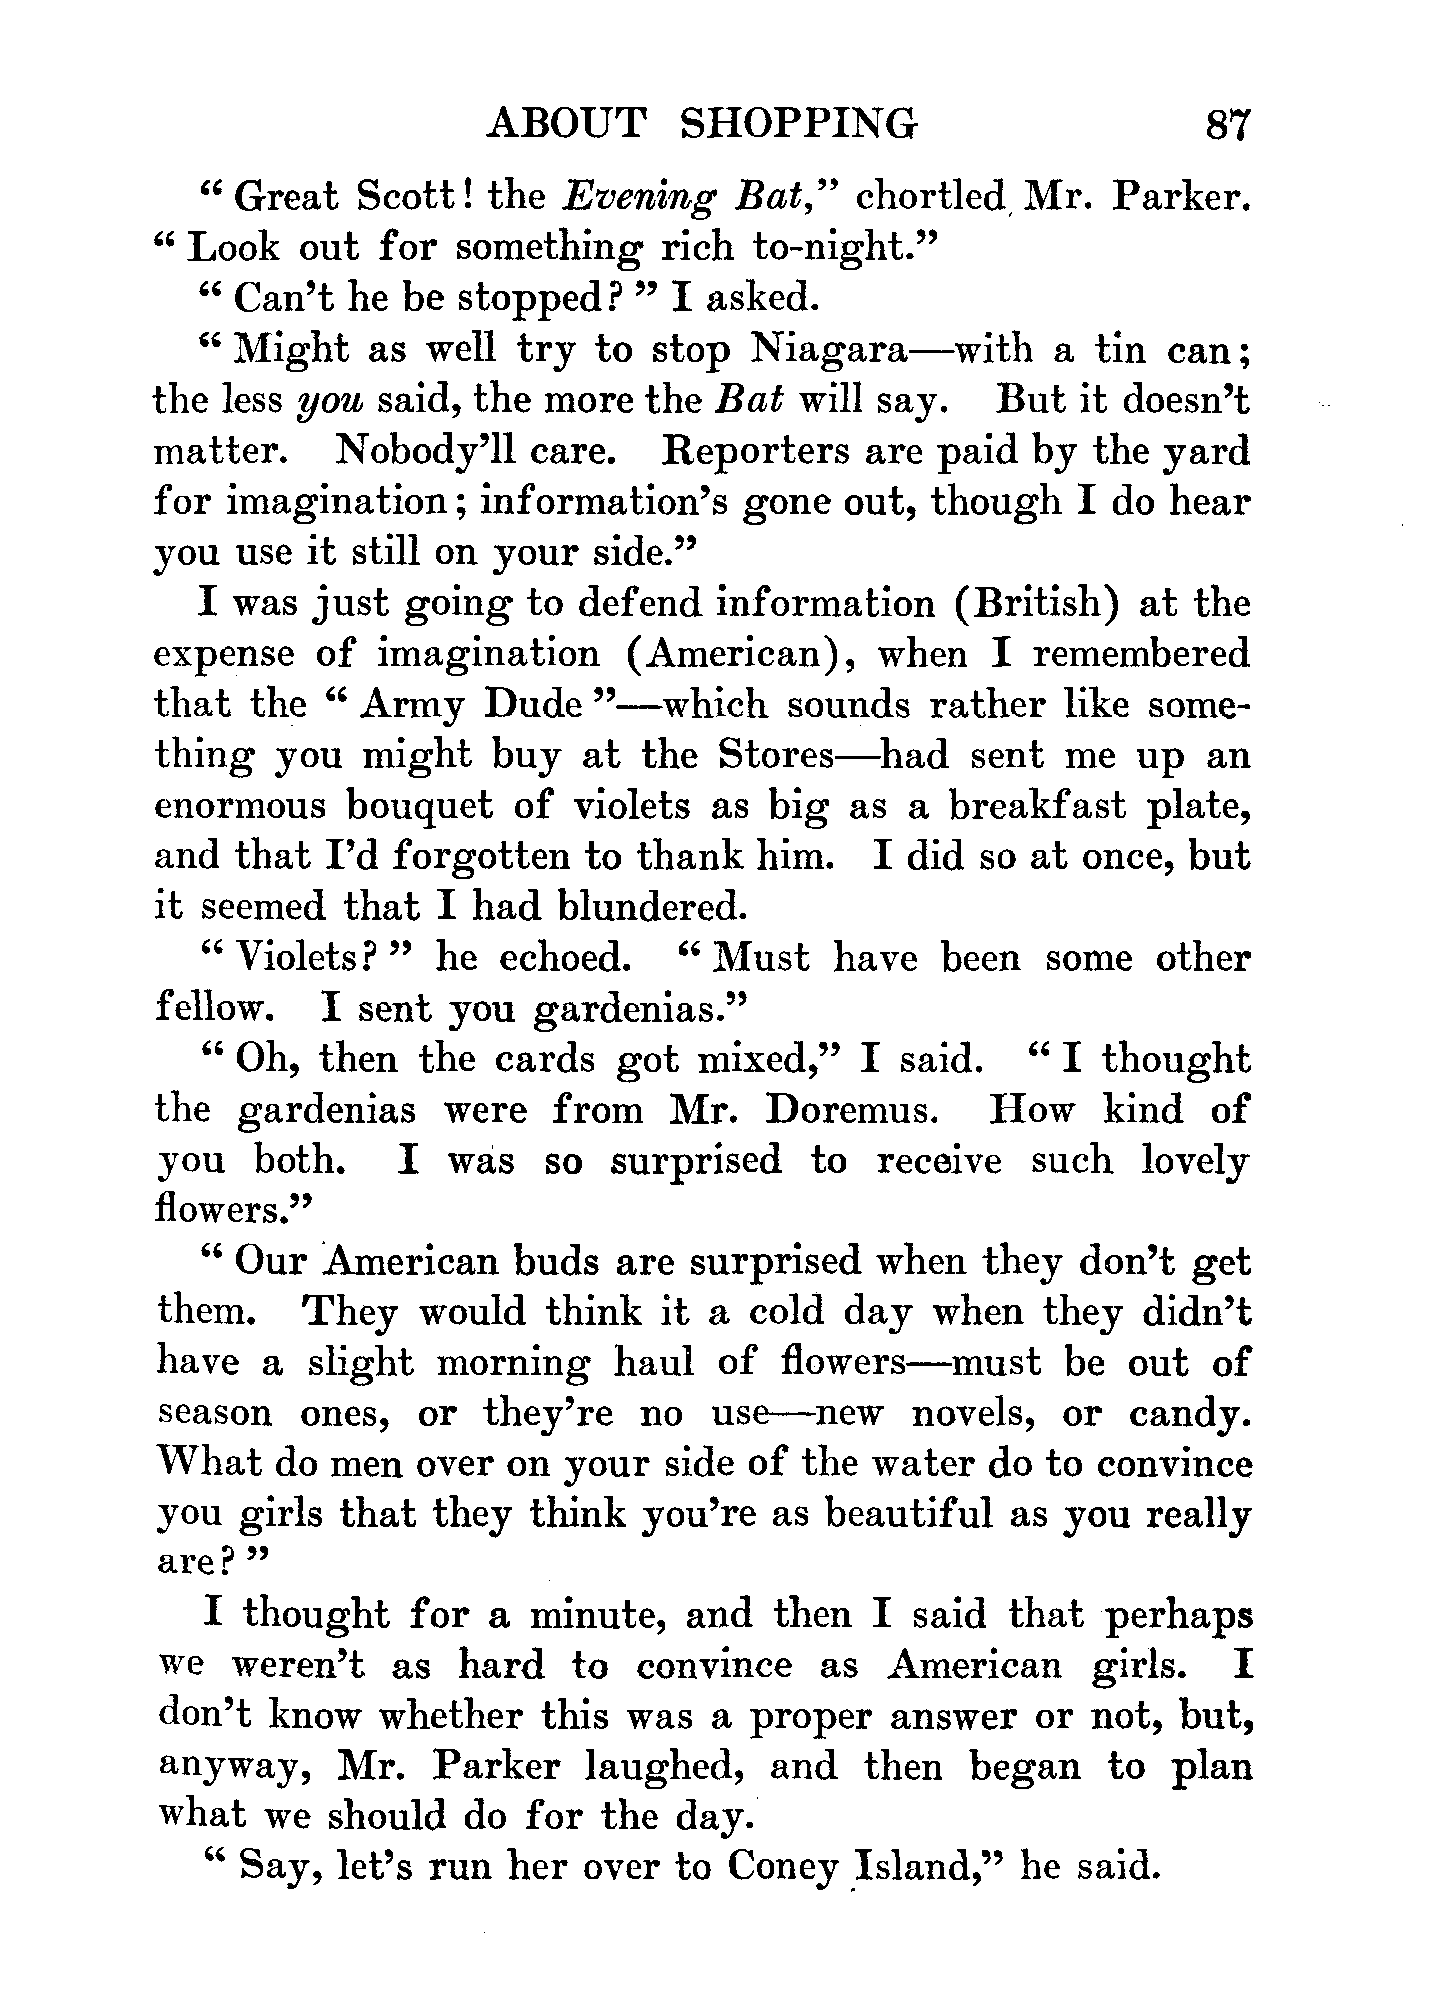 ABOUT SHOPPING 87
“ Great Scott! the Evening Bat,” chortled Mr. Parker.
“ Look out for something rich to-night.”
“ Can’t he be stopped? ” I asked.
“ Might as well try to stop Niagara—with a tin can;
the less you said, the more the Bat will say. But it doesn’t
matter. Nobody’ll care. Reporters are paid by the yard
for imagination; information’s gone out, though I do hear
you use it still on your side.”
I was just going to defend information (British) at the
expense of imagination (American), when I remembered
that the “ Army Dude ”—which sounds rather like some-
thing you might buy at the Stores—had sent me up an
enormous bouquet of violets as big as a breakfast plate,
and that I’d forgotten to thank him. I did so at once, but
it seemed that I had blundered.
“ Violets? ” he echoed. “ Must have been some other
fellow. I sent you gardenias.”
“ Oh, then the cards got mixed,” I said. “ I thought
the gardenias were from Mr. Doremus. How kind of
you both. I was so surprised to receive such lovely
flowers.”
“ Our American buds are surprised when they don’t get
them. They would think it a cold day when they didn’t
have a slight morning haul of flowers—must be out of
season ones, or they’re no use—new novels, or candy.
What do men over on your side of the water do to convince
you girls that they think you’re as beautiful as you really
are? ”
I thought for a minute, and then I said that perhaps
we weren’t as hard to convince as American girls. I
don’t know whether this was a proper answer or not, but,
anyway, Mr. Parker laughed, and then began to plan
what we should do for the day.
“ Say, let’s run her over to Coney Island,” he said.